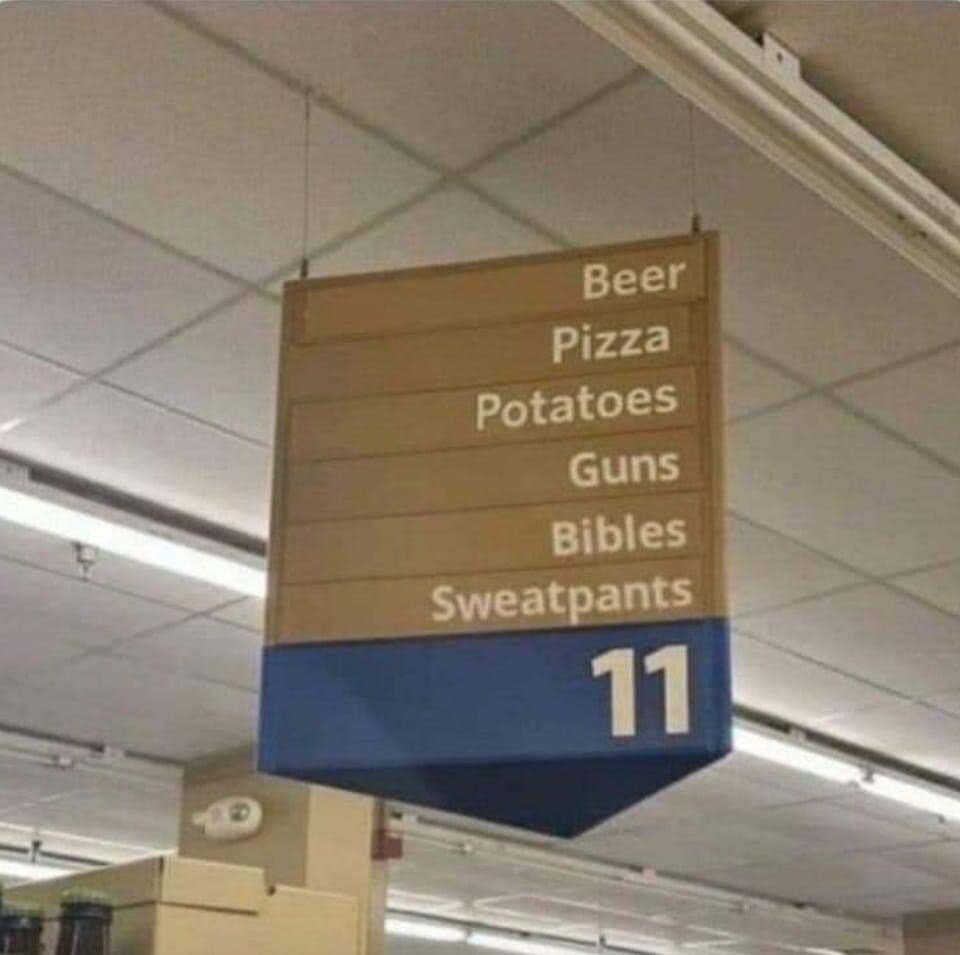 Beer
Pizza
Potatoes
Guns
Bibles
Sweatpants
11